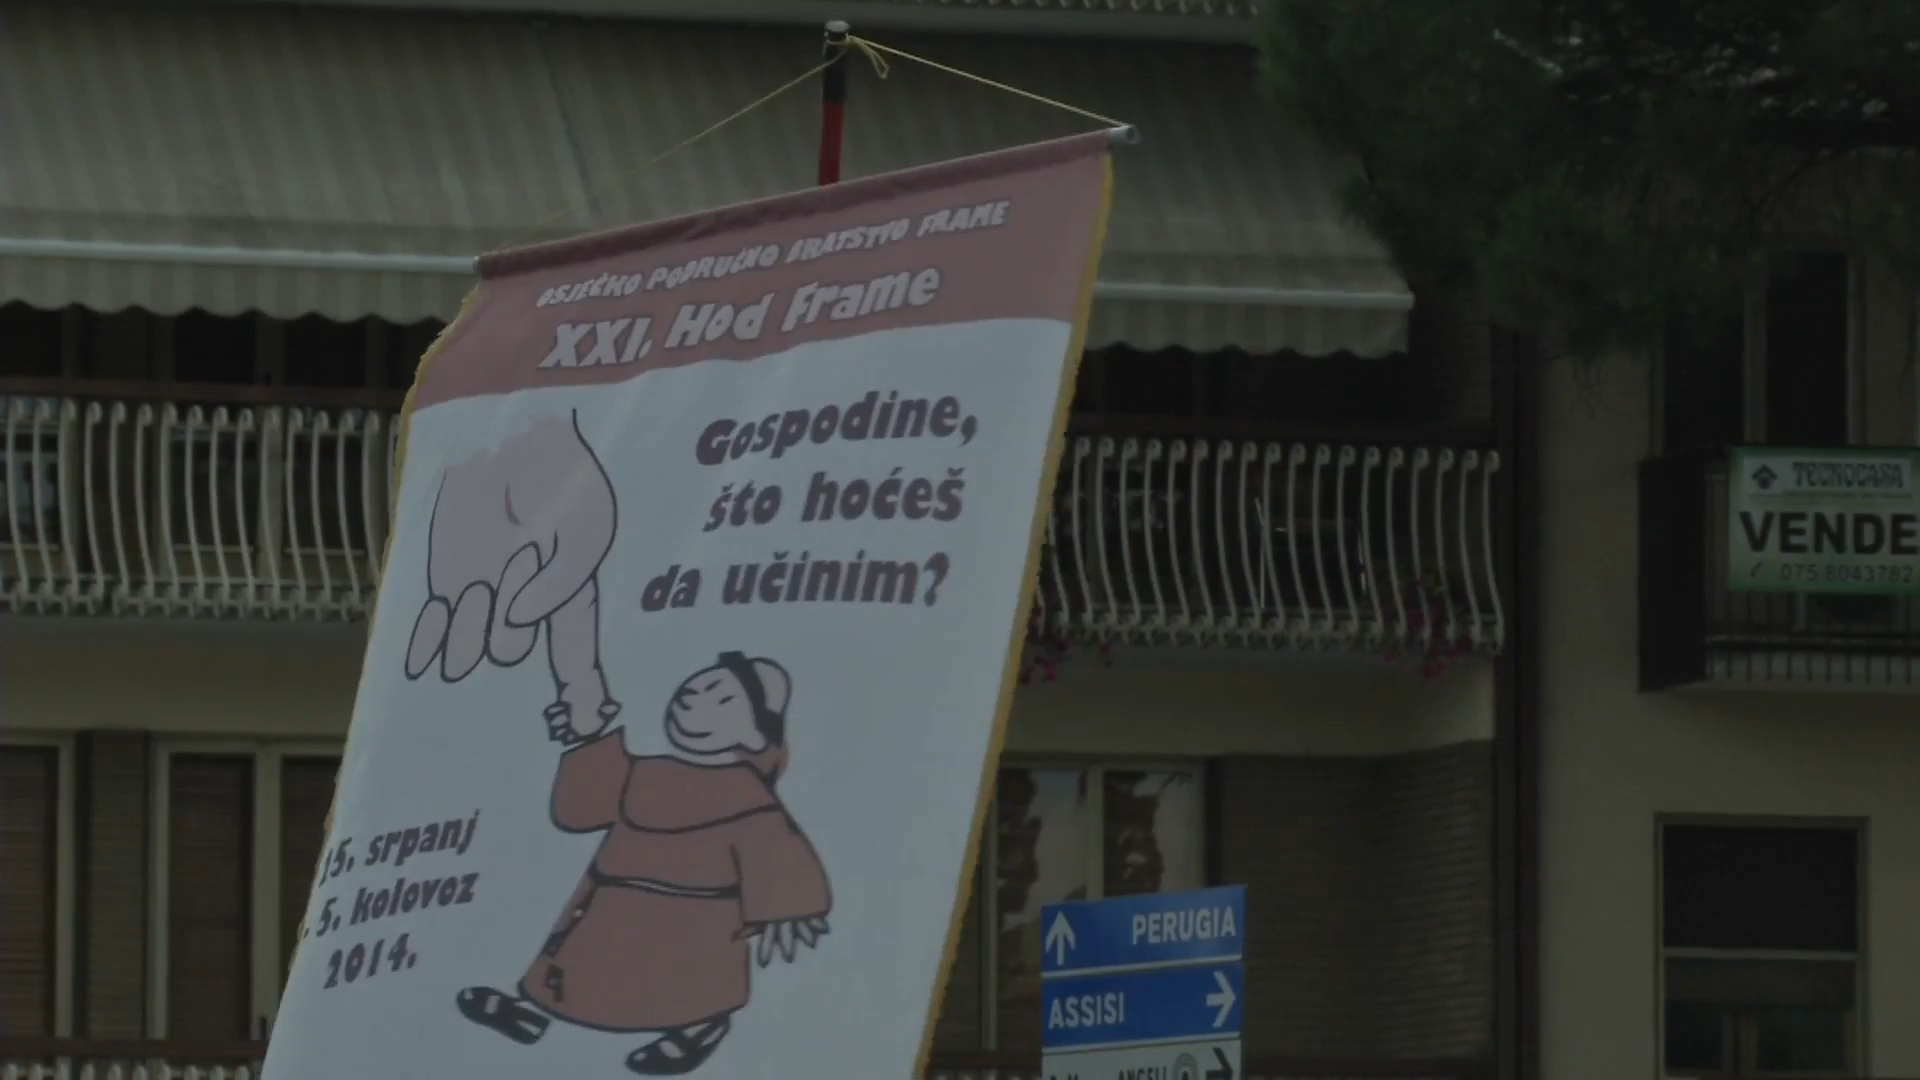 OSJEČKO PODRUČNO BRATSTVO FRAME
XXI. Hod Frame
Gospodine,
što hoćeš
da učinim?
15. srpanj
5. kolovoz
2014.
TECNOCASA
VENDE
075 8043782
PERUGIA
ASSISI
ANGELI